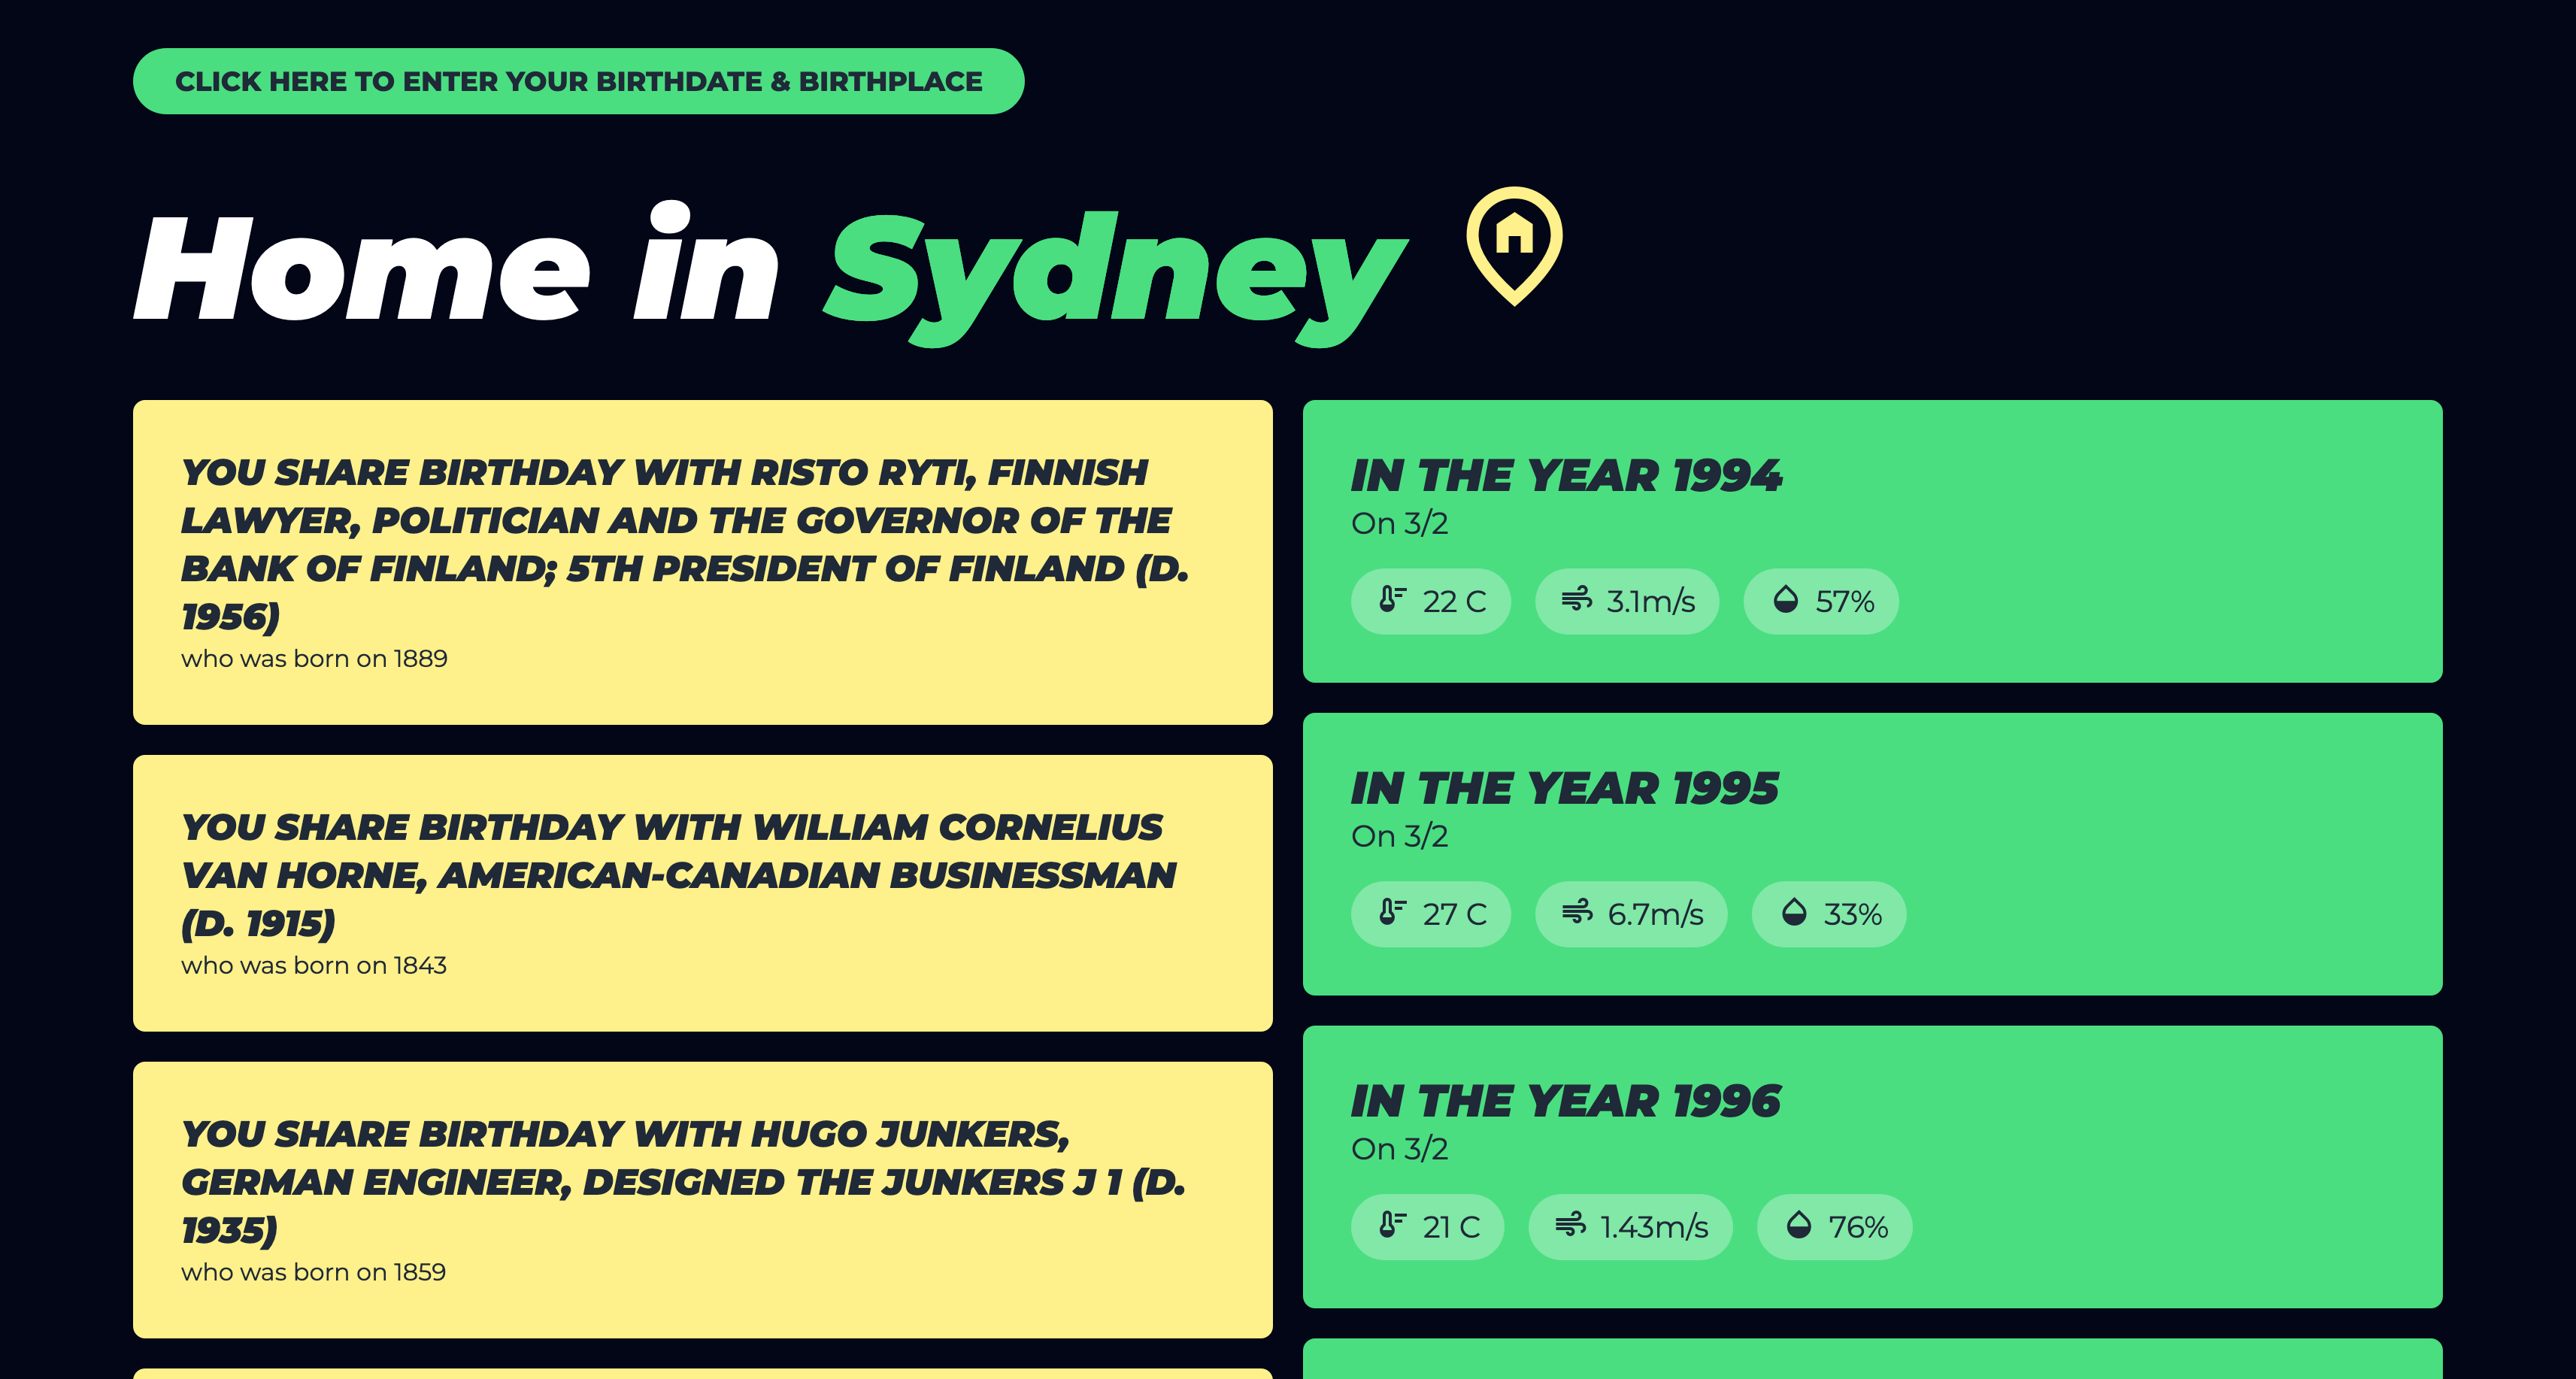 CLICK HERE TO ENTER YOUR BIRTHDATE & BIRTHPLACE
Home in Sydney
YOU SHARE BIRTHDAY WITH RISTO RYTI, FINNISH
LAWYER, POLITICIAN AND THE GOVERNOR OF THE
BANK OF FINLAND; 5TH PRESIDENT OF FINLAND (D.
1956)
who was born on 1889
YOU SHARE BIRTHDAY WITH WILLIAM CORNELIUS
VAN HORNE, AMERICAN-CANADIAN BUSINESSMAN
(D. 1915)
who was born on 1843
YOU SHARE BIRTHDAY WITH HUGO JUNKERS,
GERMAN ENGINEER, DESIGNED THE JUNKERS J 1 (D.
1935)
who was born on 1859
IN THE YEAR 1994
On 3/2
22 C 3.1m/s 57%
IN THE YEAR 1995
On 3/2
27 C 6.7m/s 33%
IN THE YEAR 1996
On 3/2
21 C 1.43m/s 76%